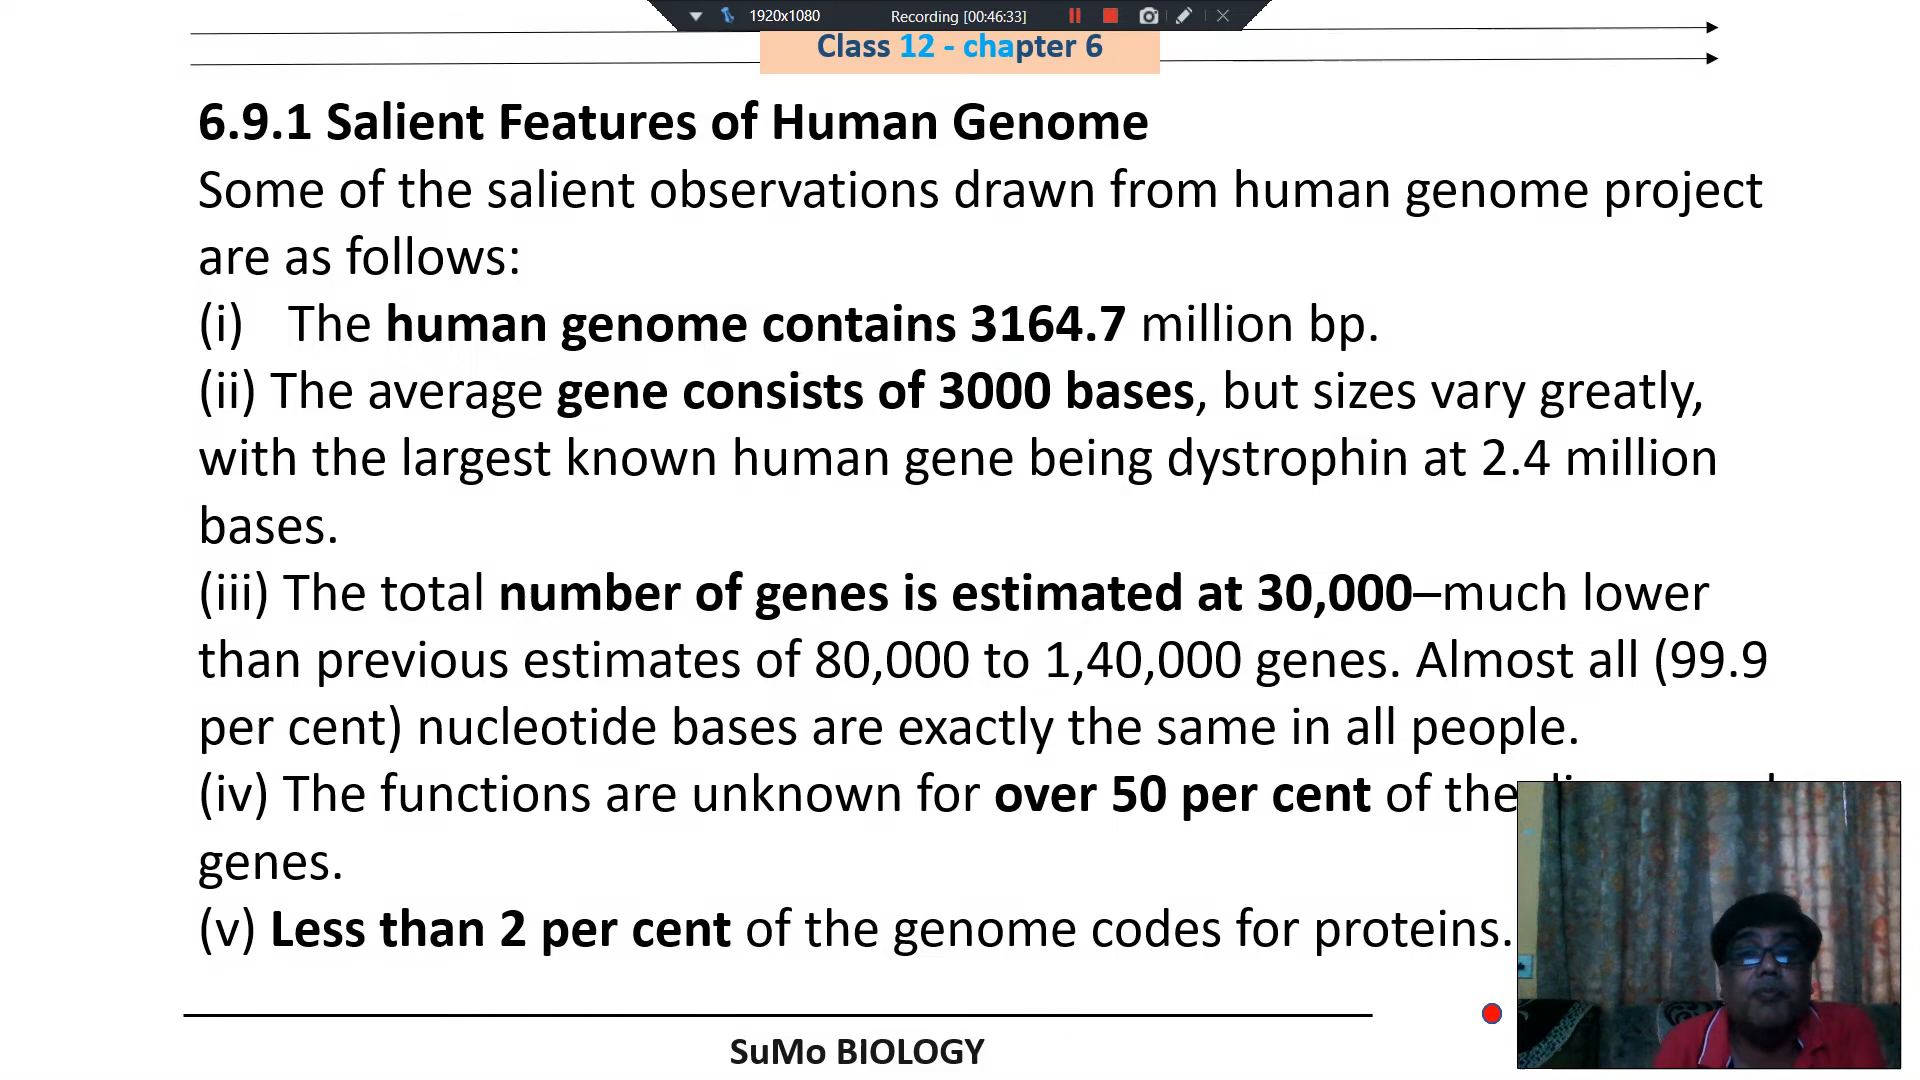 1920x1080
Recording [00:46:33]
Class 12 - chapter 6
6.9.1 Salient Features of Human Genome
Some of the salient observations drawn from human genome project
are as follows:
(i) The human genome contains 3164.7 million bp.
(ii) The average gene consists of 3000 bases, but sizes vary greatly,
with the largest known human gene being dystrophin at 2.4 million
bases.
(iii) The total number of genes is estimated at 30,000–much lower
than previous estimates of 80,000 to 1,40,000 genes. Almost all (99.9
per cent) nucleotide bases are exactly the same in all people.
(iv) The functions are unknown for over 50 per cent of the
genes.
(v) Less than 2 per cent of the genome codes for proteins.
SuMo BIOLOGY